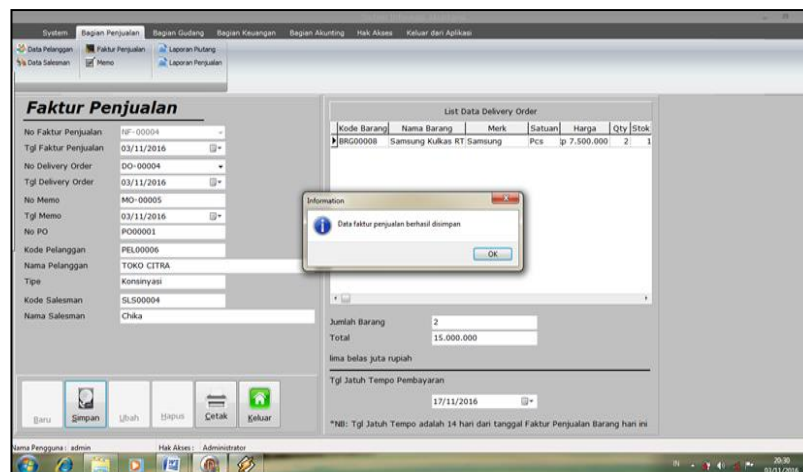 System Bagian Penjualan Bagian Gudang Bagian Keuangan Bagian Akunting Hak Akses Keluar dari Aplikasi
Data Pelanggan Faktur Penjualan Laporan Piutang
Data Salesman Memo Laporan Penjualan
Faktur Penjualan
No Faktur Penjualan NF-00004
Tgl Faktur Penjualan 03/11/2016
No Delivery Order DO-00004
Tgl Delivery Order 03/11/2016
No Memo MO-00005
Tgl Memo 03/11/2016
No PO PO00001
Kode Pelanggan PEL00006
Nama Pelanggan TOKO CITRA
Tipe Konsinyasi
Kode Salesman SLS00004
Nama Salesman Chika
Baru Simpan Ubah Hapus Cetak Keluar
List Data Delivery Order
Kode Barang Nama Barang Merk Satuan Harga Qty Stok
BRG00008 Samsung Kulkas RT Samsung Pcs p 7.500.000 2 1
Information
Data faktur penjualan berhasil disimpan
OK
Jumlah Barang 2
Total 15.000.000
lima belas juta rupiah
Tgl Jatuh Tempo Pembayaran
17/11/2016
*NB: Tgl Jatuh Tempo adalah 14 hari dari tanggal Faktur Penjualan Barang hari ini
Nama Pengguna : admin Hak Akses : Administrator
IN 20:30
03/11/2016